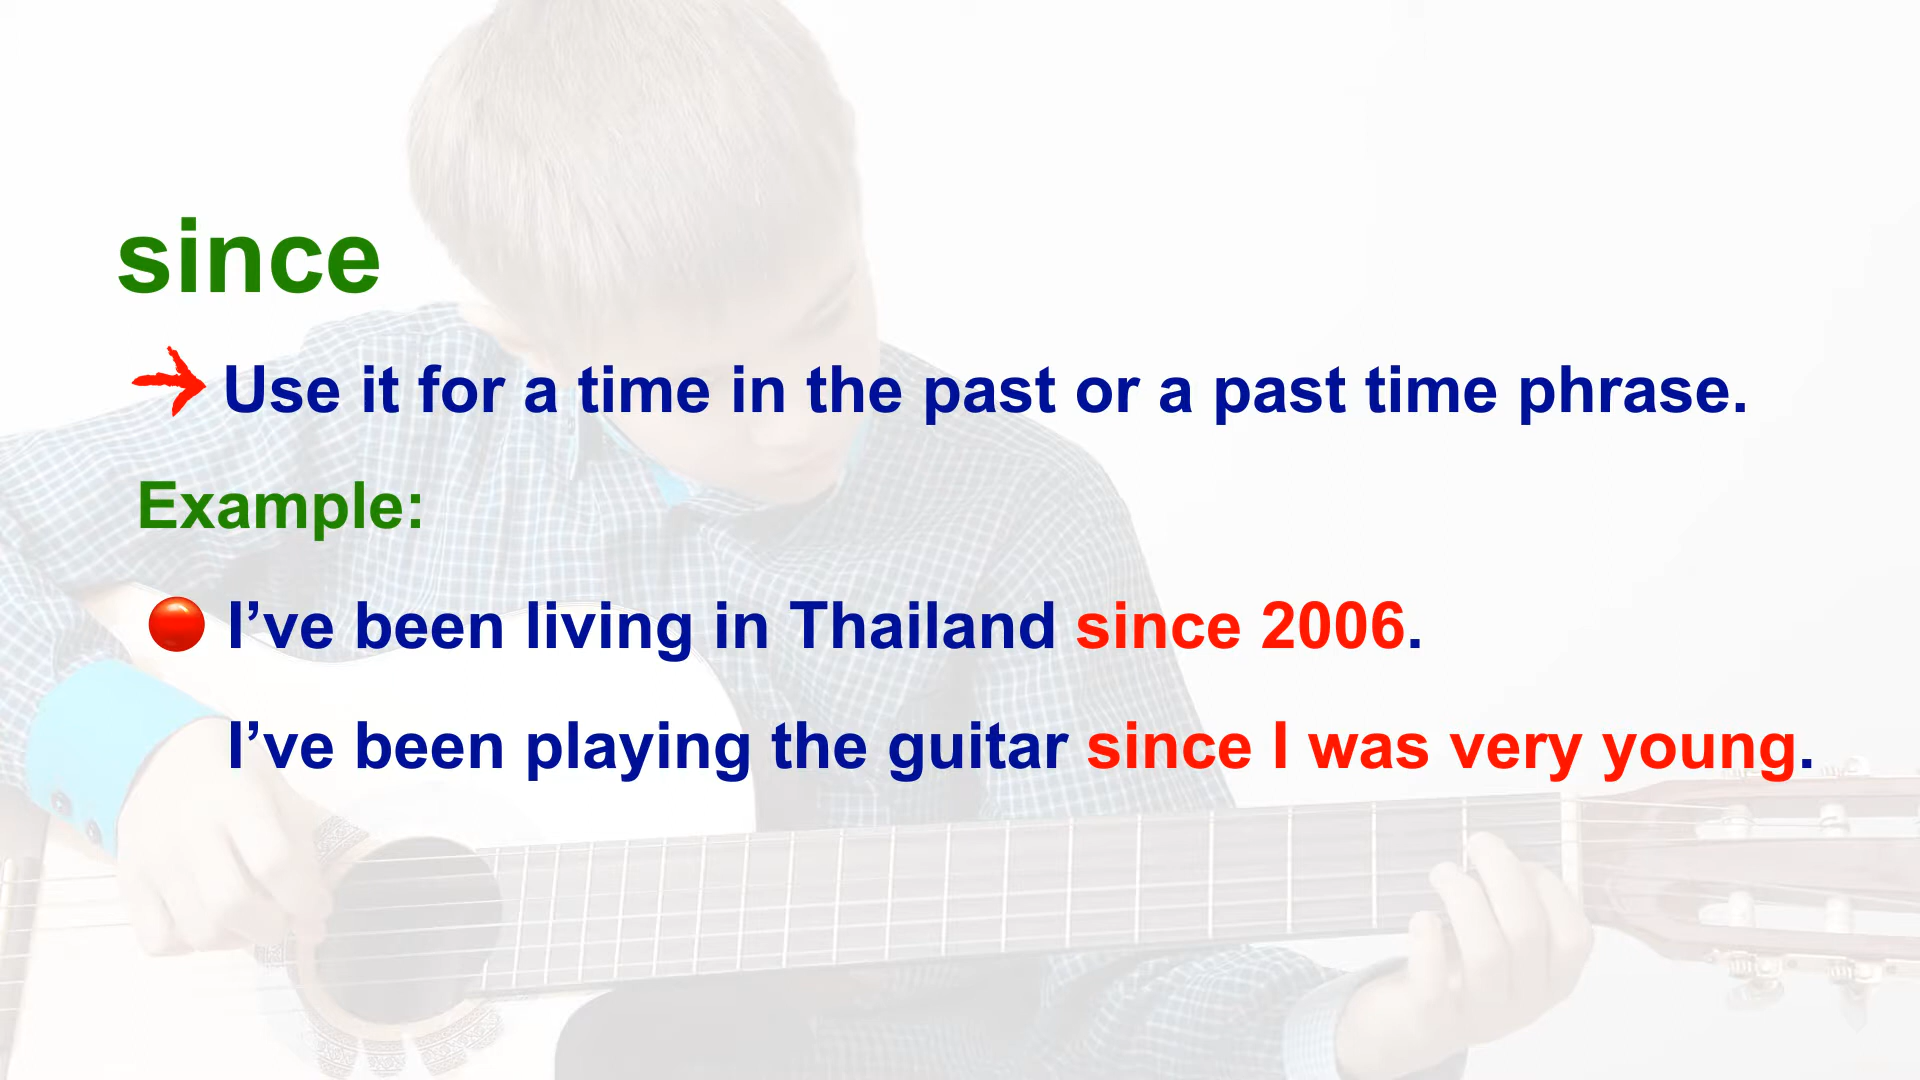 since
Use it for a time in the past or a past time phrase.
Example:
I’ve been living in Thailand since 2006.
I’ve been playing the guitar since I was very young.